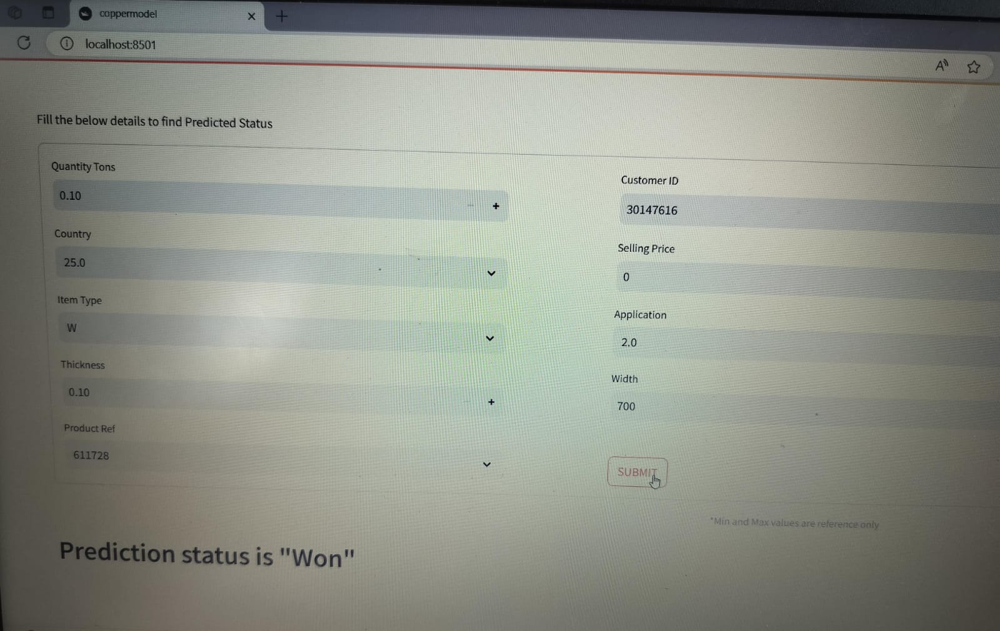 coppermodel
localhost:8501
Fill the below details to find Predicted Status
Quantity Tons
0.10
Country
25.0
Item Type
W
Thickness
0.10
Product Ref
611728
Customer ID
30147616
Selling Price
0
Application
2.0
Width
700
SUBMIT
*Min and Max values are reference only
Prediction status is "Won"